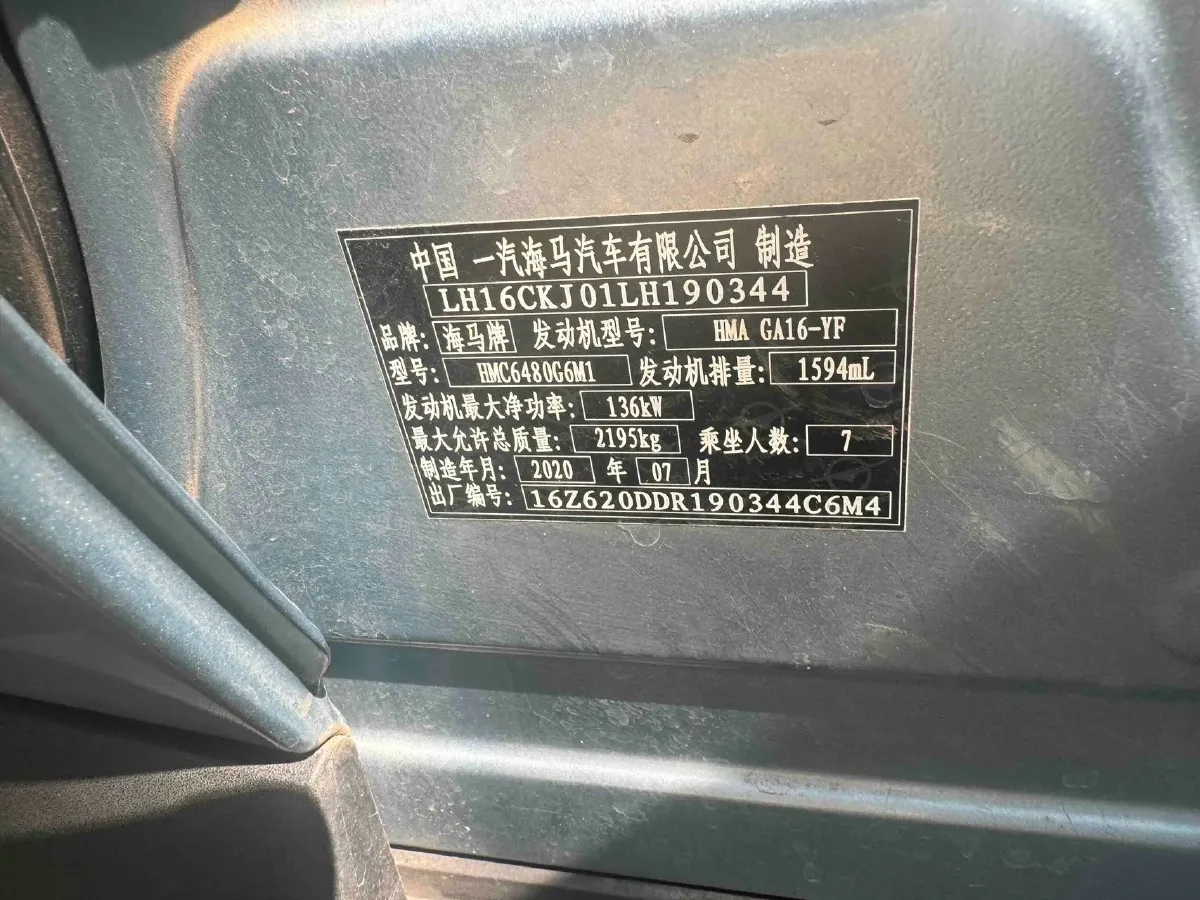 中国 一汽海马汽车有限公司 制造
LH16CKJ01LH190344
品牌: 海马牌 发动机型号: HMA GA16-YF
型号: HMC6480G6M1 发动机排量: 1594mL
发动机最大净功率: 136kW
最大允许总质量: 2195kg 乘坐人数: 7
制造年月: 2020 年 07 月
出厂编号: 16Z620DDR190344C6M4